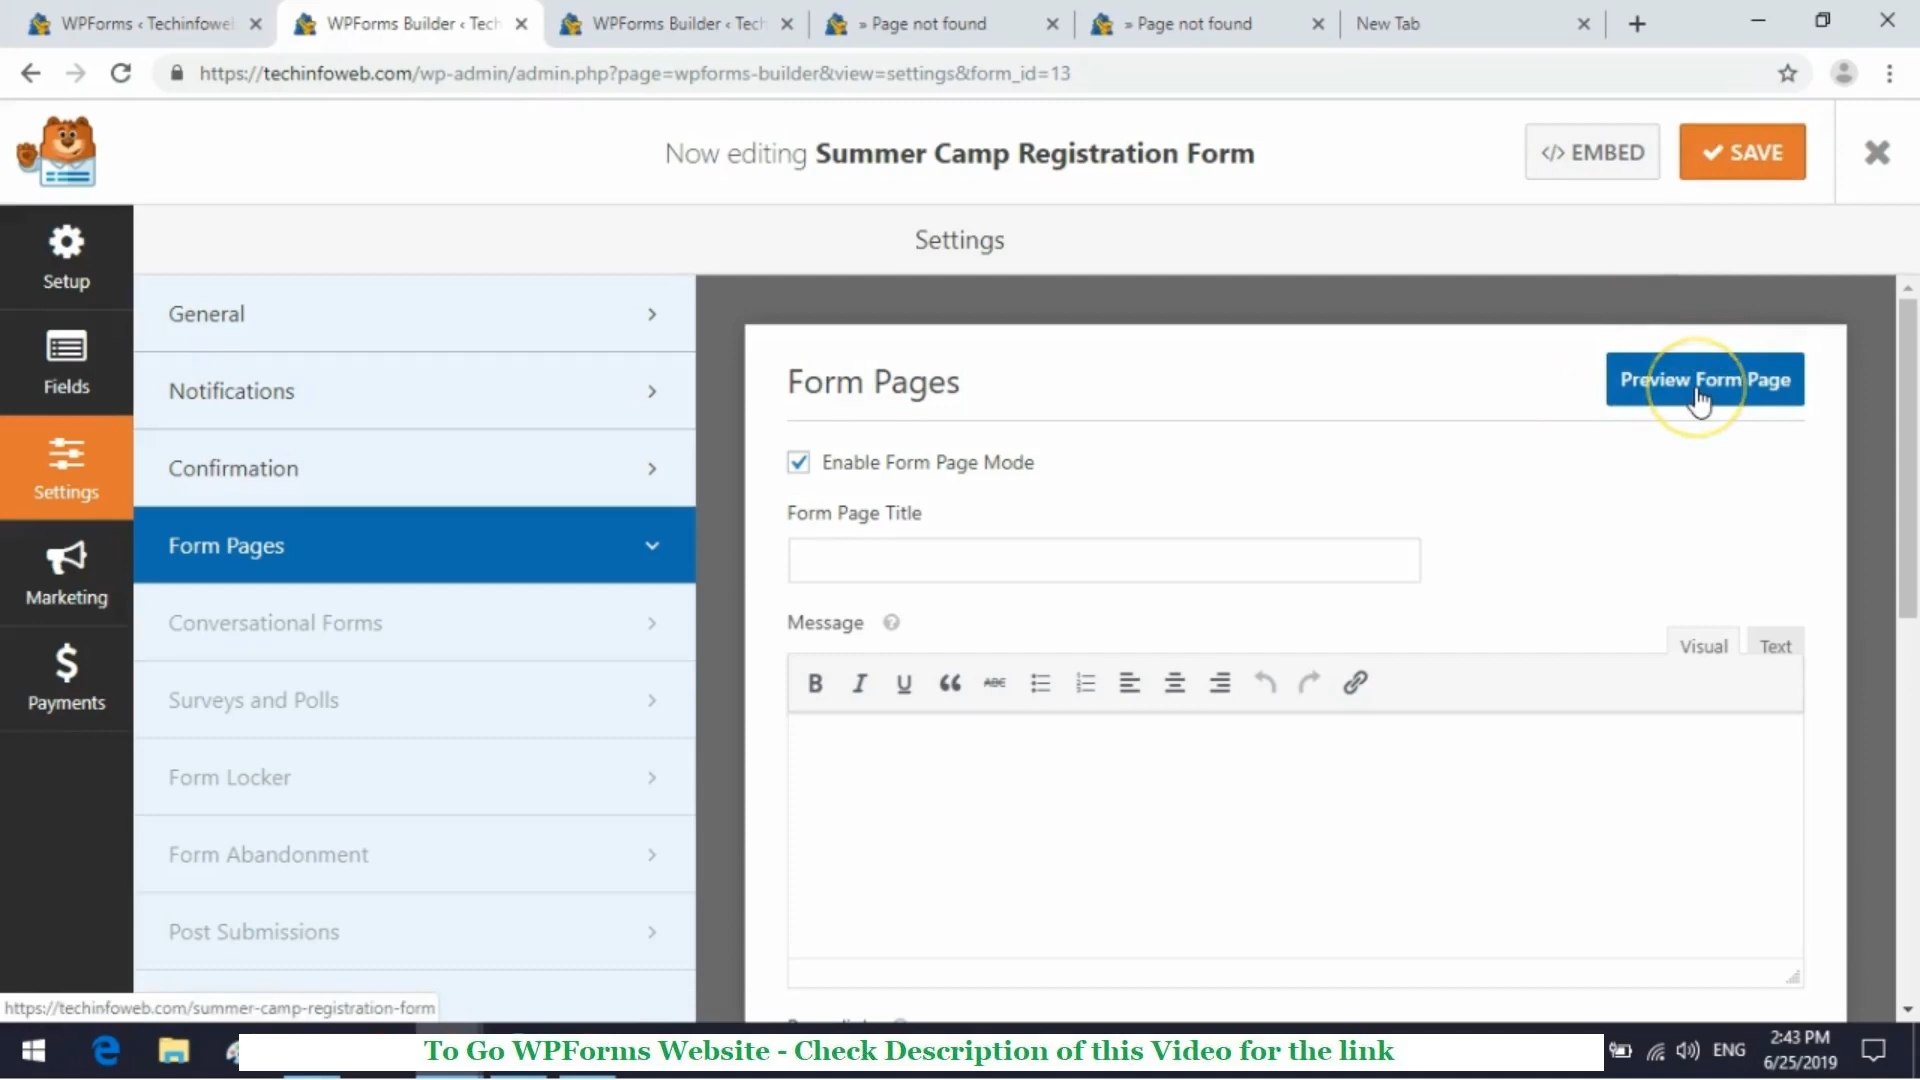 WPForms ‹ Techinfowe
WPForms Builder ‹ Tech
WPForms Builder ‹ Tech
» Page not found
» Page not found
New Tab
https://techinfoweb.com/wp-admin/admin.php?page=wpforms-builder&view=settings&form_id=13
Now editing Summer Camp Registration Form
</> EMBED
SAVE
Setup
Fields
Settings
Marketing
Payments
Settings
General
Notifications
Confirmation
Form Pages
Conversational Forms
Surveys and Polls
Form Locker
Form Abandonment
Post Submissions
Form Pages
Preview Form Page
Enable Form Page Mode
Form Page Title
Message
Visual
Text
B I U ABC
https://techinfoweb.com/summer-camp-registration-form
To Go WPForms Website - Check Description of this Video for the link
ENG
2:43 PM
6/25/2019